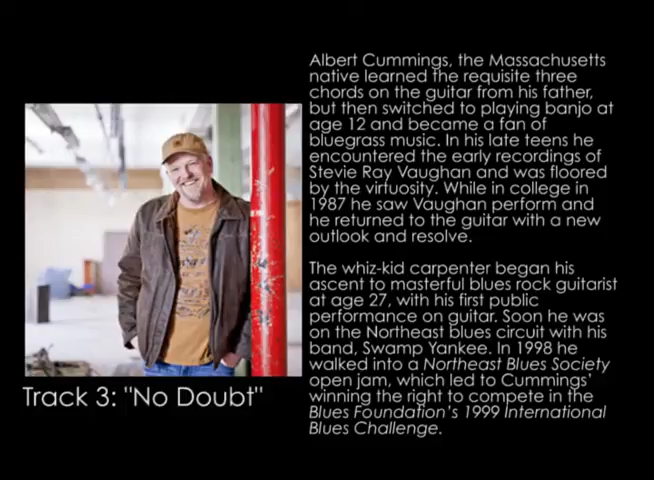 Albert Cummings, the Massachusetts
native learned the requisite three
chords on the guitar from his father,
but then switched to playing banjo at
age 12 and became a fan of
bluegrass music. In his late teens he
encountered the early recordings of
Stevie Ray Vaughan and was floored
by the virtuosity. While in college in
1987 he saw Vaughan perform and
he returned to the guitar with a new
outlook and resolve.
The whiz-kid carpenter began his
ascent to masterful blues rock guitarist
at age 27, with his first public
performance on guitar. Soon he was
on the Northeast blues circuit with his
band, Swamp Yankee. In 1998 he
walked into a Northeast Blues Society
open jam, which led to Cummings'
winning the right to compete in the
Blues Foundation's 1999 International
Blues Challenge.
Track 3: "No Doubt"